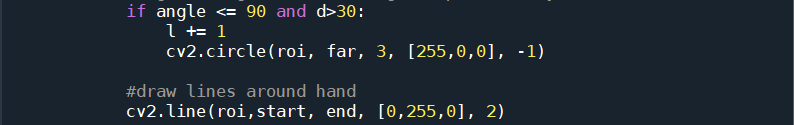 if angle <= 90 and d>30:
l += 1
cv2.circle(roi, far, 3, [255,0,0], -1)
#draw lines around hand
cv2.line(roi,start, end, [0,255,0], 2)